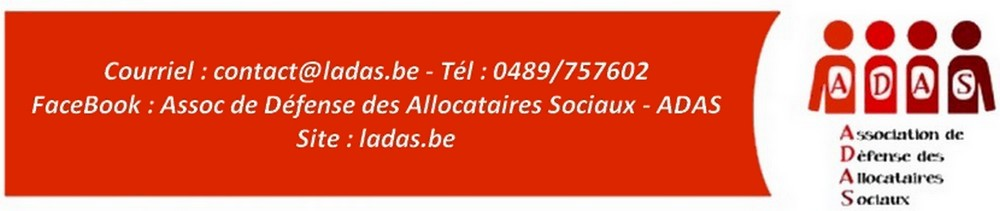 Courriel : contact@ladas.be - Tél : 0489/757602
FaceBook : Assoc de Défense des Allocataires Sociaux - ADAS
Site : ladas.be
ADAS
Association de
Défense des
Allocataires
Sociaux